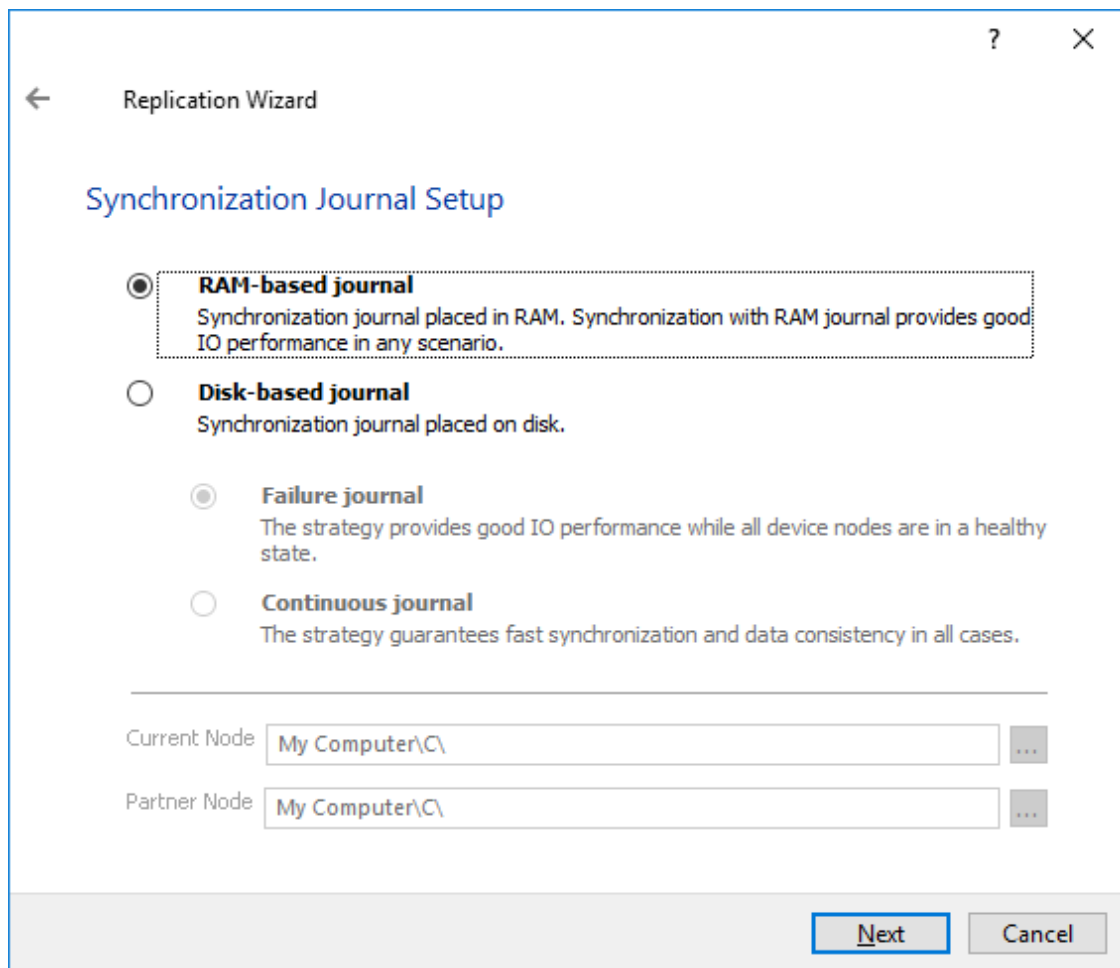 ?
Replication Wizard
Synchronization Journal Setup
RAM-based journal
Synchronization journal placed in RAM. Synchronization with RAM journal provides good
IO performance in any scenario.
Disk-based journal
Synchronization journal placed on disk.
Failure journal
The strategy provides good IO performance while all device nodes are in a healthy
state.
Continuous journal
The strategy guarantees fast synchronization and data consistency in all cases.
Current Node My Computer\C\ ...
Partner Node My Computer\C\ ...
Next Cancel